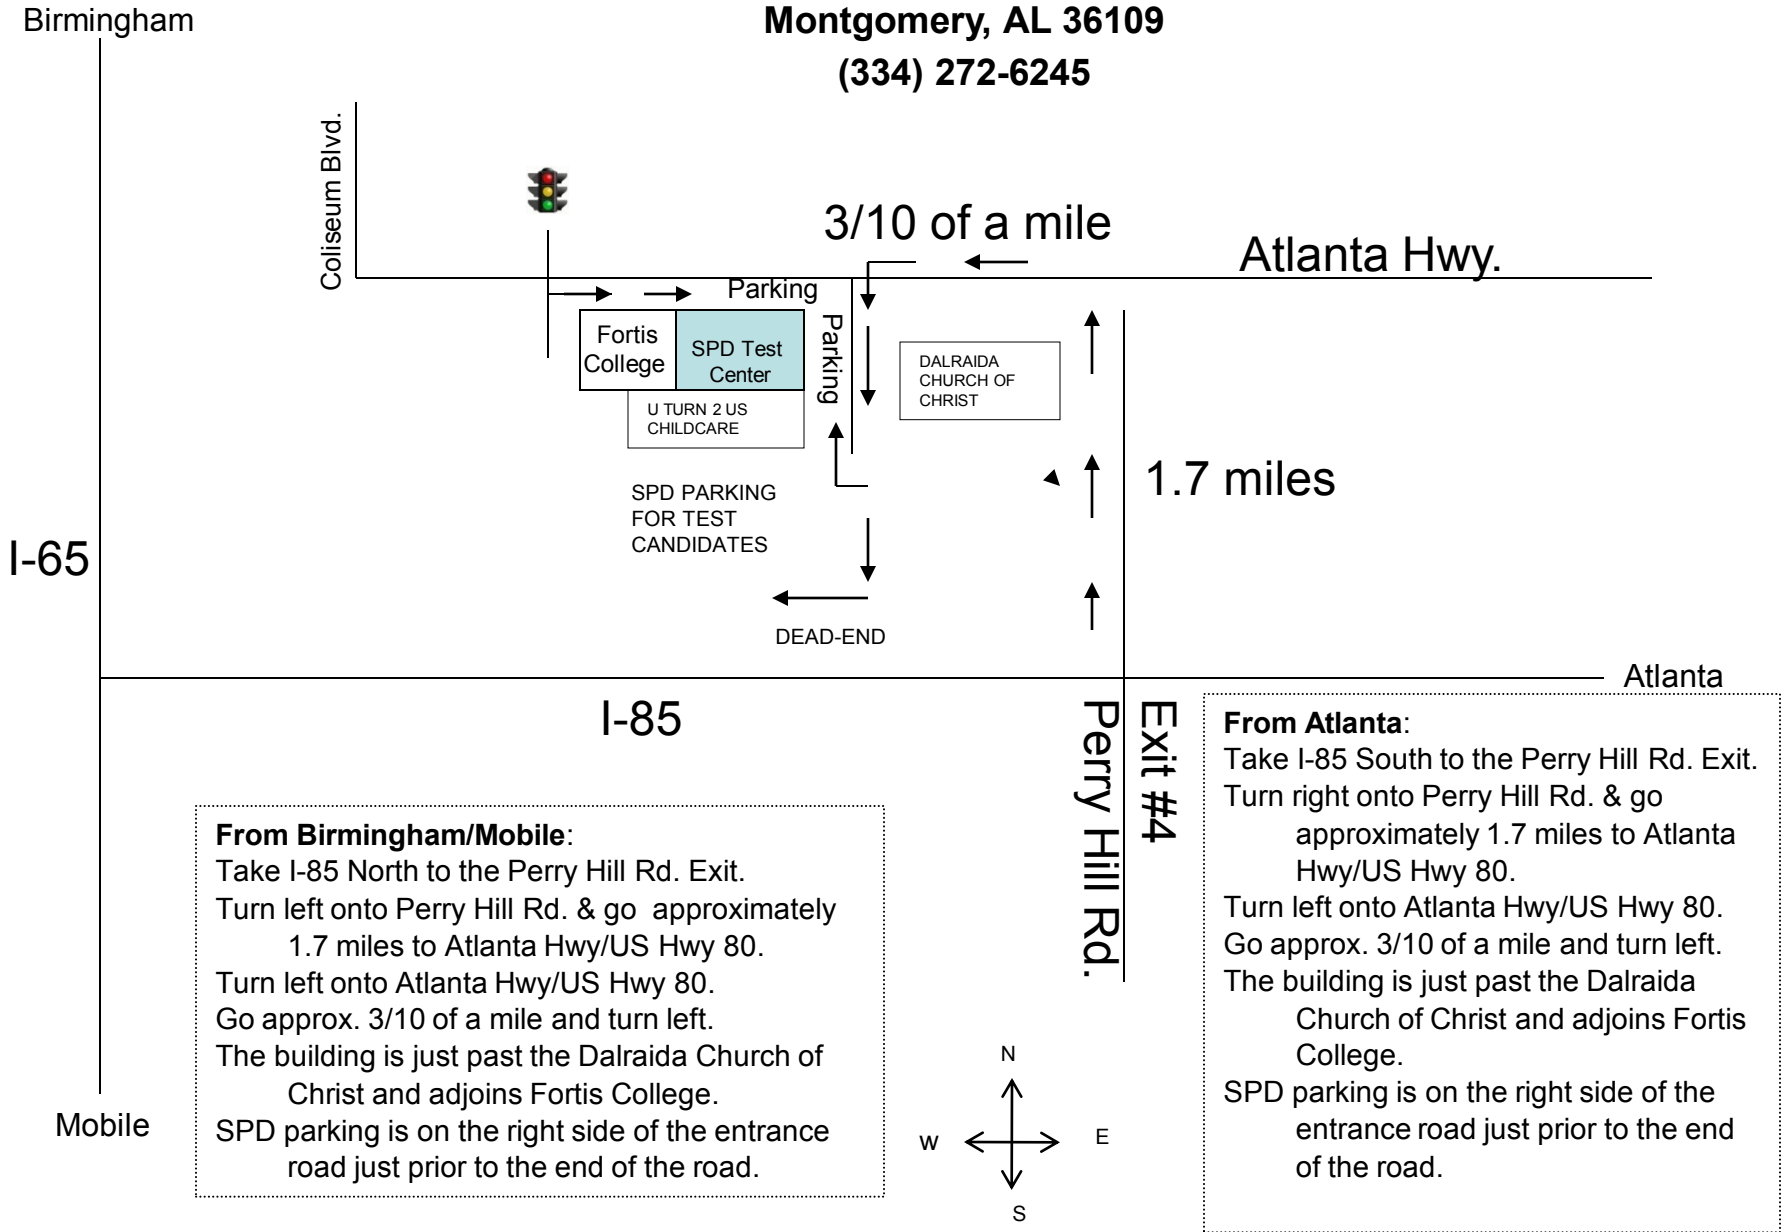 Birmingham
Montgomery, AL 36109
(334) 272-6245
Coliseum Blvd.
3/10 of a mile
Atlanta Hwy.
Parking
Fortis
College
SPD Test
Center
Parking
DALRAIDA
CHURCH OF
CHRIST
U TURN 2 US
CHILDCARE
1.7 miles
SPD PARKING
FOR TEST
CANDIDATES
I-65
DEAD-END
Atlanta
I-85
Perry Hill Rd.
Exit #4
From Atlanta:
Take I-85 South to the Perry Hill Rd. Exit.
Turn right onto Perry Hill Rd. & go
approximately 1.7 miles to Atlanta
Hwy/US Hwy 80.
Turn left onto Atlanta Hwy/US Hwy 80.
Go approx. 3/10 of a mile and turn left.
The building is just past the Dalraida
Church of Christ and adjoins Fortis
College.
SPD parking is on the right side of the
entrance road just prior to the end
of the road.
From Birmingham/Mobile:
Take I-85 North to the Perry Hill Rd. Exit.
Turn left onto Perry Hill Rd. & go approximately
1.7 miles to Atlanta Hwy/US Hwy 80.
Turn left onto Atlanta Hwy/US Hwy 80.
Go approx. 3/10 of a mile and turn left.
The building is just past the Dalraida Church of
Christ and adjoins Fortis College.
SPD parking is on the right side of the entrance
road just prior to the end of the road.
Mobile
N
W
E
S